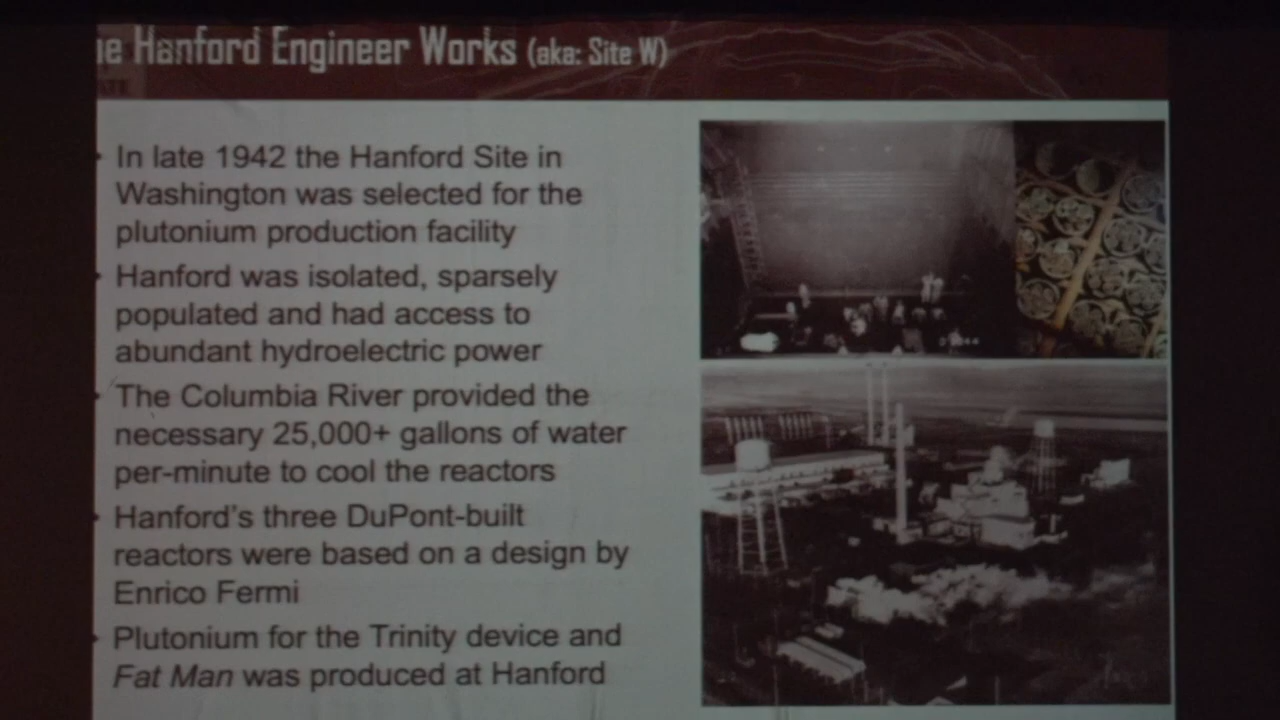 e Hanford Engineer Works (aka: Site W)
In late 1942 the Hanford Site in
Washington was selected for the
plutonium production facility
Hanford was isolated, sparsely
populated and had access to
abundant hydroelectric power
The Columbia River provided the
necessary 25,000+ gallons of water
per-minute to cool the reactors
Hanford's three DuPont-built
reactors were based on a design by
Enrico Fermi
Plutonium for the Trinity device and
Fat Man was produced at Hanford